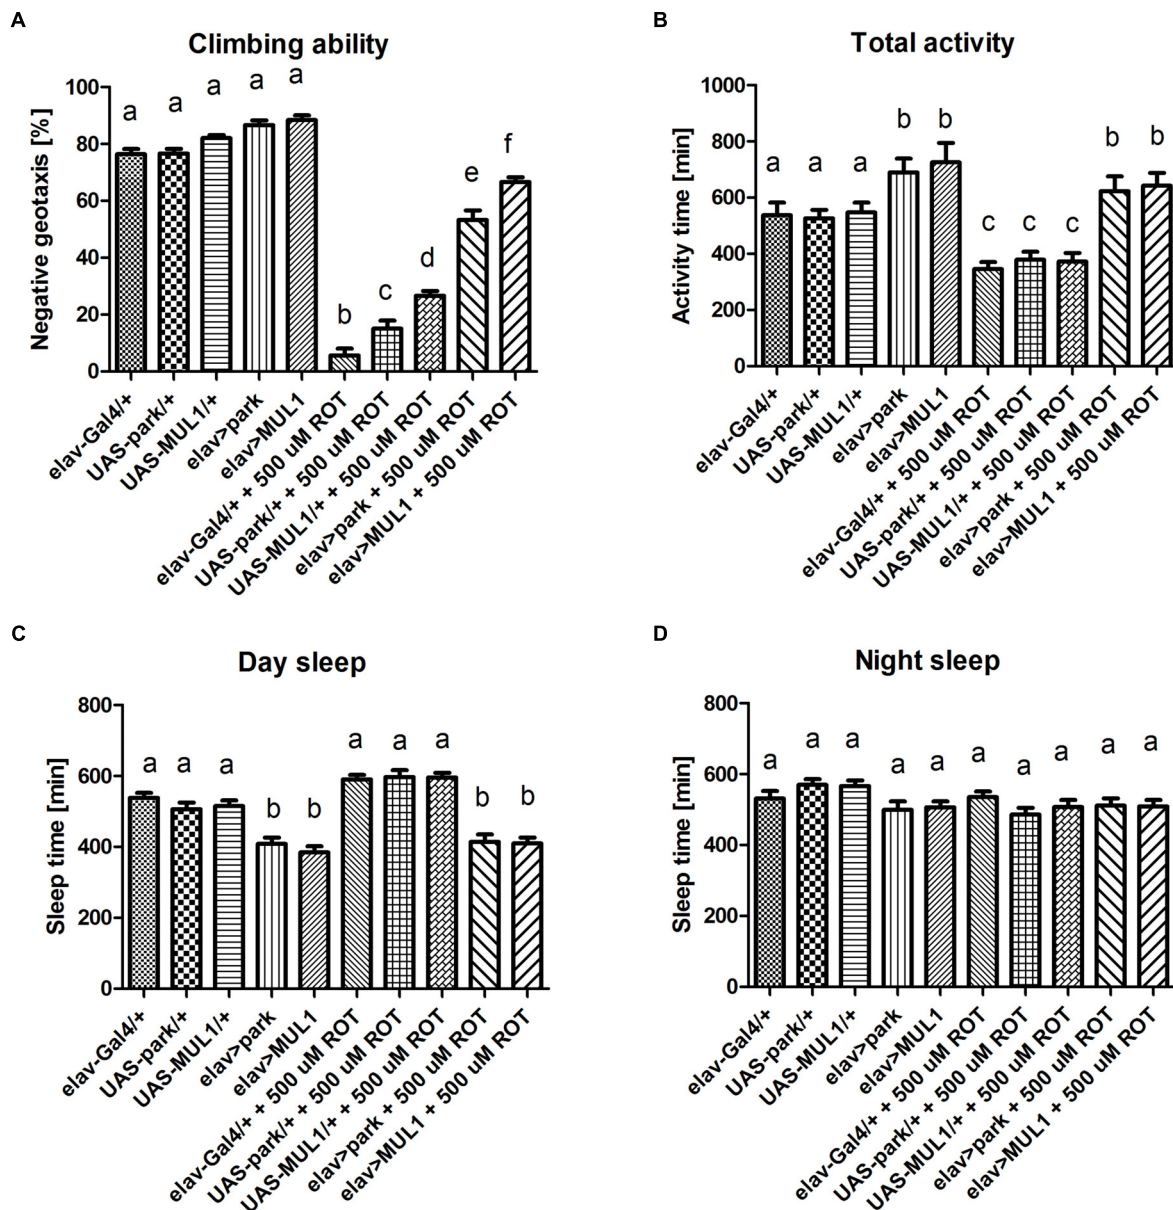 A
Climbing ability
Negative geotaxis [%]
100
80
60
40
20
0
a a a a a b c d e f
elav-Gal4/+
UAS-park/+
UAS-MUL1/+
elav>park
elav>MUL1
elav-Gal4/+ + 500 uM ROT
UAS-park/+ + 500 uM ROT
UAS-MUL1/+ + 500 uM ROT
elav>park + 500 uM ROT
elav>MUL1 + 500 uM ROT
B
Total activity
Activity time [min]
1000
800
600
400
200
0
a a a b b c c c b b
elav-Gal4/+
UAS-park/+
UAS-MUL1/+
elav>park
elav>MUL1
elav-Gal4/+ + 500 uM ROT
UAS-park/+ + 500 uM ROT
UAS-MUL1/+ + 500 uM ROT
elav>park + 500 uM ROT
elav>MUL1 + 500 uM ROT
C
Day sleep
Sleep time [min]
800
600
400
200
0
a a a b b a a a b b
elav-Gal4/+
UAS-park/+
UAS-MUL1/+
elav>park
elav>MUL1
elav-Gal4/+ + 500 uM ROT
UAS-park/+ + 500 uM ROT
UAS-MUL1/+ + 500 uM ROT
elav>park + 500 uM ROT
elav>MUL1 + 500 uM ROT
D
Night sleep
Sleep time [min]
800
600
400
200
0
a a a a a a a a a a
elav-Gal4/+
UAS-park/+
UAS-MUL1/+
elav>park
elav>MUL1
elav-Gal4/+ + 500 uM ROT
UAS-park/+ + 500 uM ROT
UAS-MUL1/+ + 500 uM ROT
elav>park + 500 uM ROT
elav>MUL1 + 500 uM ROT